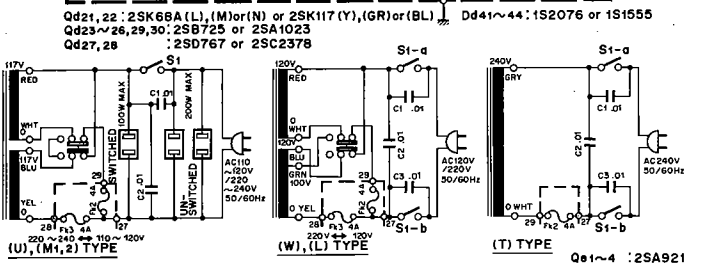 Qd21,22 : 2SK68A (L),(M)or(N) or 2SK117 (Y),(GR)or(BL)
Dd41~44: 1S2076 or 1S1555
Qd23~26,29,30: 2SB725 or 2SA1023
Qd27,28 : 2SD767 or 2SC2378
117V
RED
S1
100W MAX
C1 .01
200W MAX
0
WHT
117V
BLU
SWITCHED
C2 .01
UN-SWITCHED
AC110
~120V
/220
~240V
50/60Hz
29
4A
Fk2
YEL
0
28
Fk3 4A
27
220~240 ↔ 110~120V
(U),(M1,2) TYPE
120V
RED
S1-a
C1 .01
0
WHT
120V
BLU
GRN
100V
C2 .01
AC120V
/220V
50/60Hz
29
4A
Fk2
C3 .01
0 YEL
28
Fk3 4A
27
S1-b
220V ↔ 120V
(W),(L) TYPE
240V
GRY
S1-a
C1 .01
C2 .01
AC240V
50/60Hz
C3 .01
0 WHT
29
Fk2 4A
27
S1-b
(T) TYPE
Qe1~4 : 2SA921